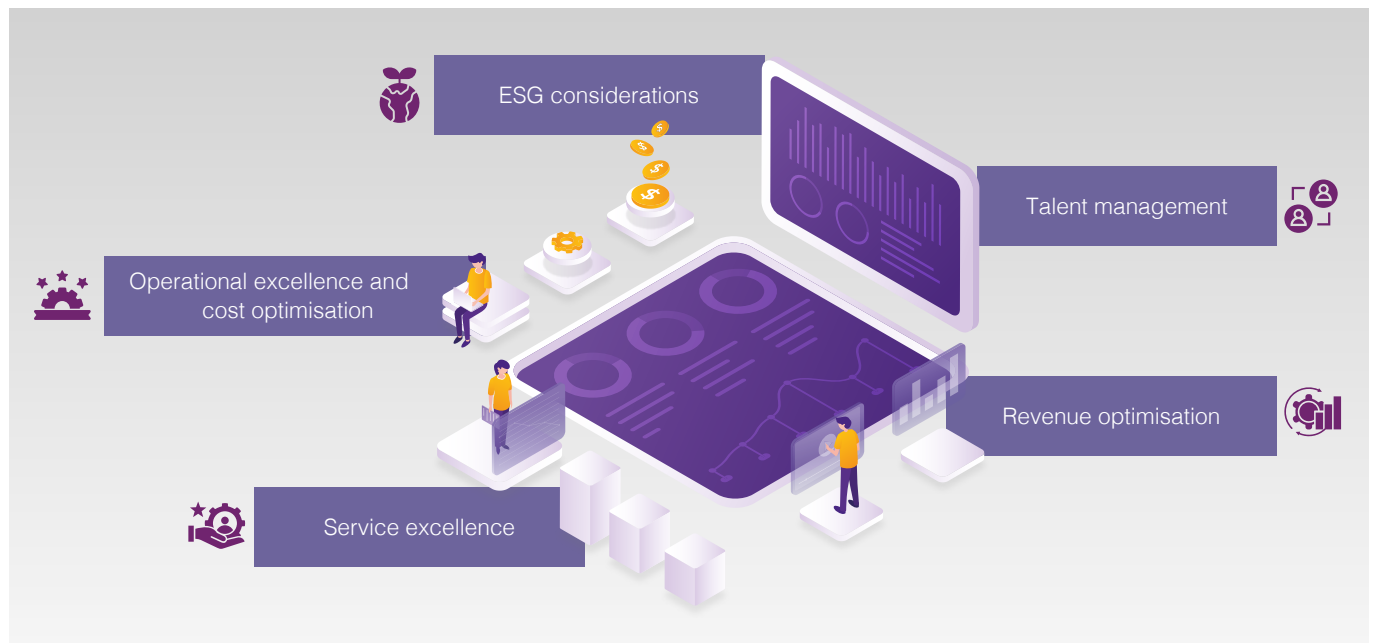 ESG considerations
Talent management
Operational excellence and
cost optimisation
Revenue optimisation
Service excellence